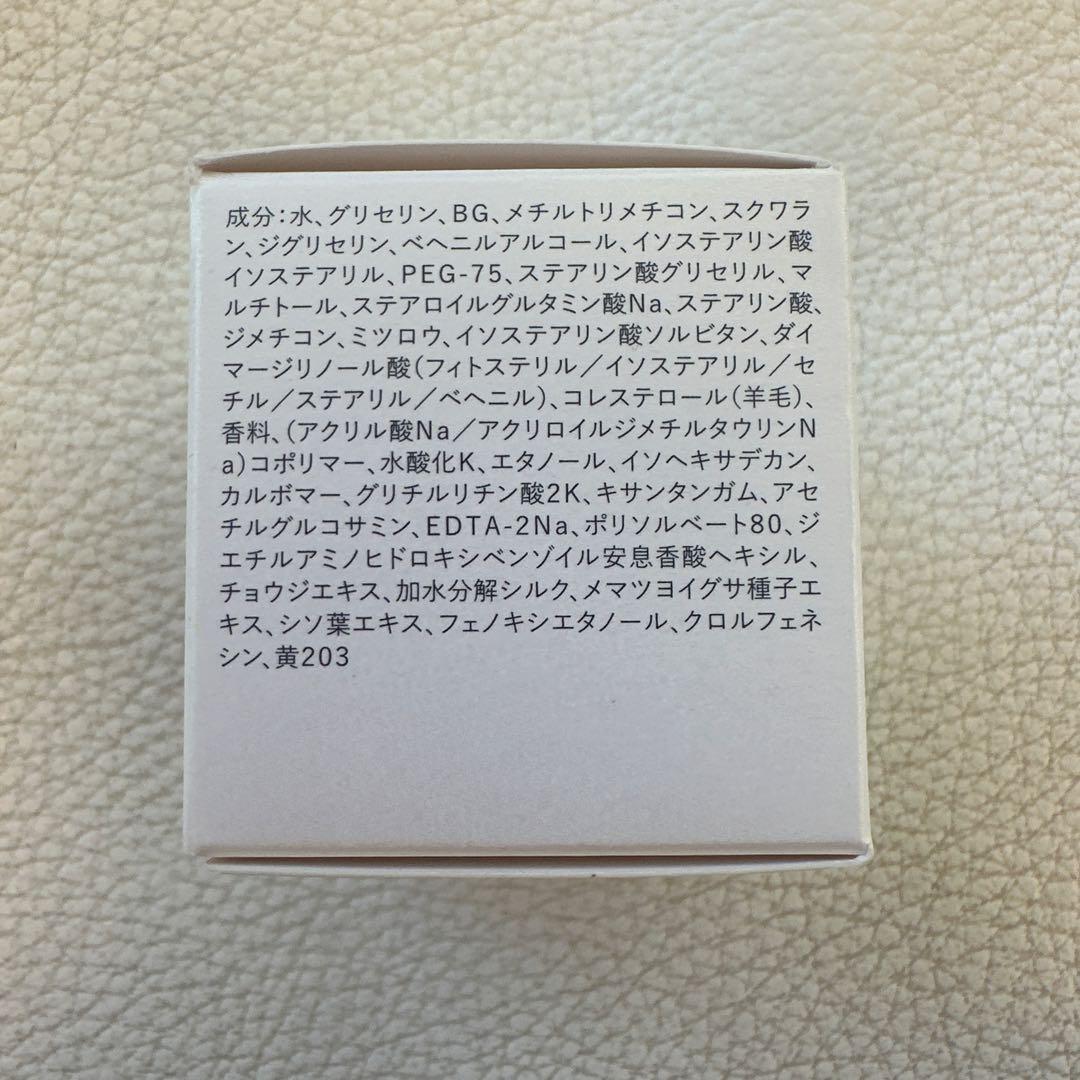 成分：水、グリセリン、BG、メチルトリメチコン、スクワラ
ン、ジグリセリン、ベヘニルアルコール、イソステアリン酸
イソステアリル、PEG-75、ステアリン酸グリセリル、マ
ルチトール、ステアロイルグルタミン酸Na、ステアリン酸、
ジメチコン、ミツロウ、イソステアリン酸ソルビタン、ダイ
マージリノール酸（フィトステリル／イソステアリル／セ
チル／ステアリル／ベヘニル）、コレステロール（羊毛）、
香料、（アクリル酸Na／アクリロイルジメチルタウリンN
a）コポリマー、水酸化K、エタノール、イソヘキサデカン、
カルボマー、グリチルリチン酸2K、キサンタンガム、アセ
チルグルコサミン、EDTA-2Na、ポリソルベート80、ジ
エチルアミノヒドロキシベンゾイル安息香酸ヘキシル、
チョウジエキス、加水分解シルク、メマツヨイグサ種子エ
キス、シソ葉エキス、フェノキシエタノール、クロルフェネ
シン、黄203